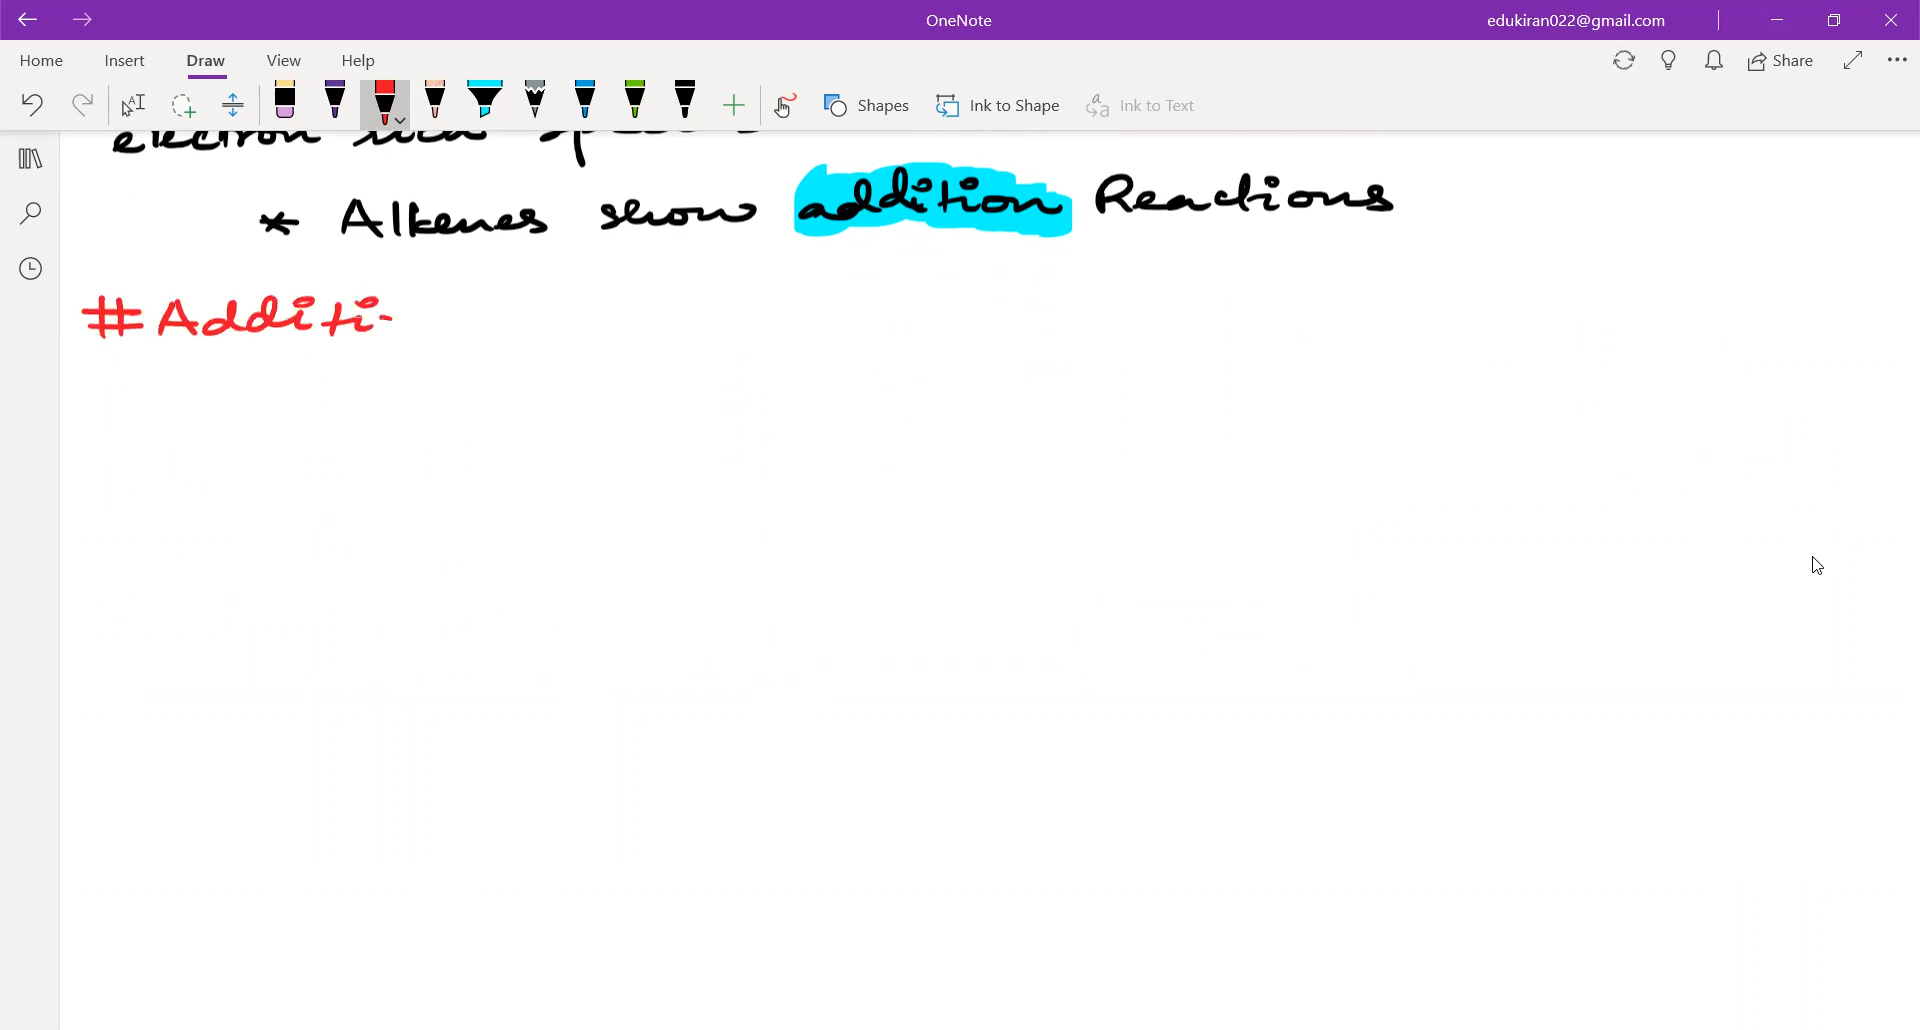 OneNote
edukiran022@gmail.com
Home Insert Draw View Help
Share
Shapes Ink to Shape Ink to Text
electron
* Alkenes show addition Reactions
# Additi